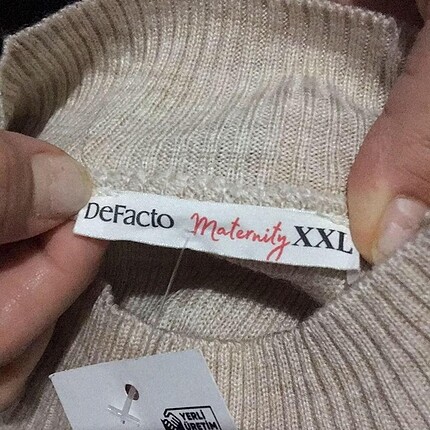 DeFacto Maternity XXL
YERLİ
ÜRETİM